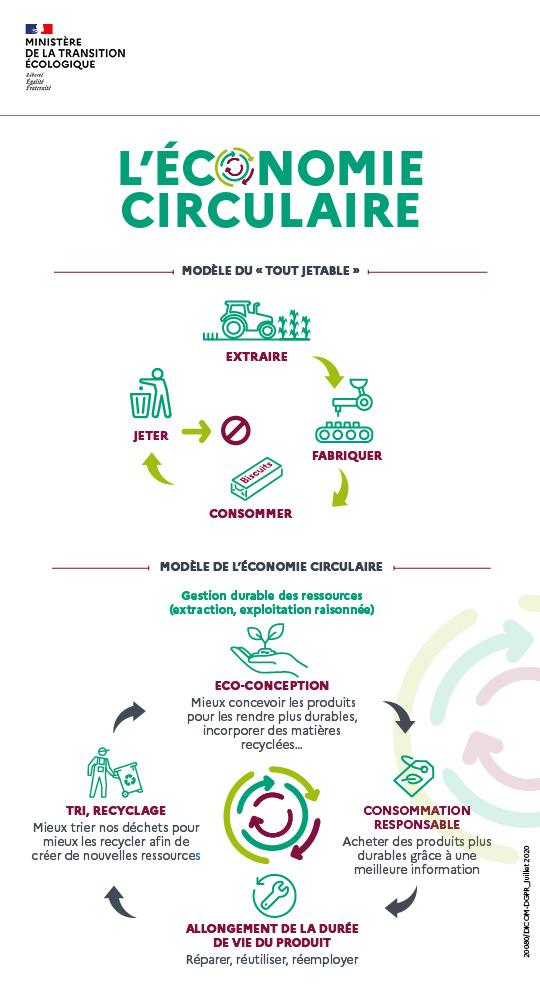 MINISTÈRE
DE LA TRANSITION
ÉCOLOGIQUE
Liberté
Égalité
Fraternité
L'ÉCONOMIE
CIRCULAIRE
MODÈLE DU « TOUT JETABLE »
EXTRAIRE
JETER
FABRIQUER
Biscuits
CONSOMMER
MODÈLE DE L'ÉCONOMIE CIRCULAIRE
Gestion durable des ressources
(extraction, exploitation raisonnée)
ECO-CONCEPTION
Mieux concevoir les produits
pour les rendre plus durables,
incorporer des matières
recyclées...
TRI, RECYCLAGE
Mieux trier nos déchets pour
mieux les recycler afin de
créer de nouvelles ressources
CONSOMMATION
RESPONSABLE
Acheter des produits plus
durables grâce à une
meilleure information
ALLONGEMENT DE LA DURÉE
DE VIE DU PRODUIT
Réparer, réutiliser, réemployer
20080/DICOM-DGPR_Juillet 2020